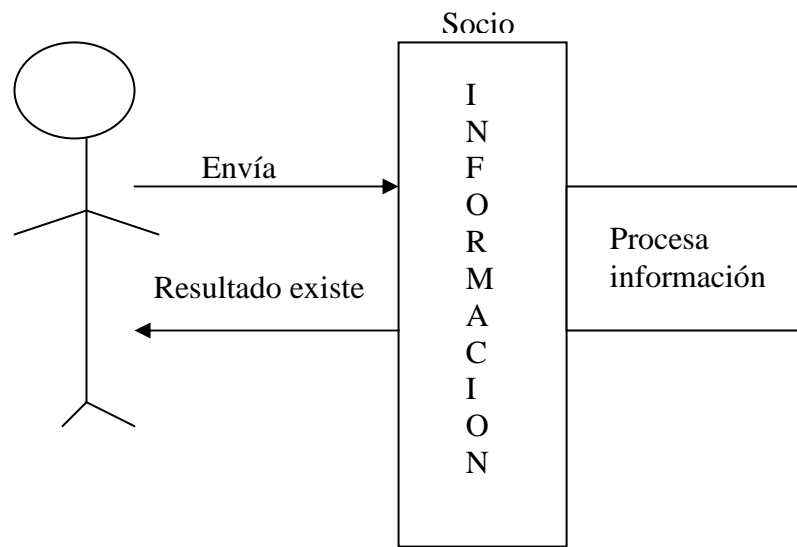 Socio
I
N
F
O
R
M
A
C
I
O
N
Envía
Resultado existe
Procesa
información